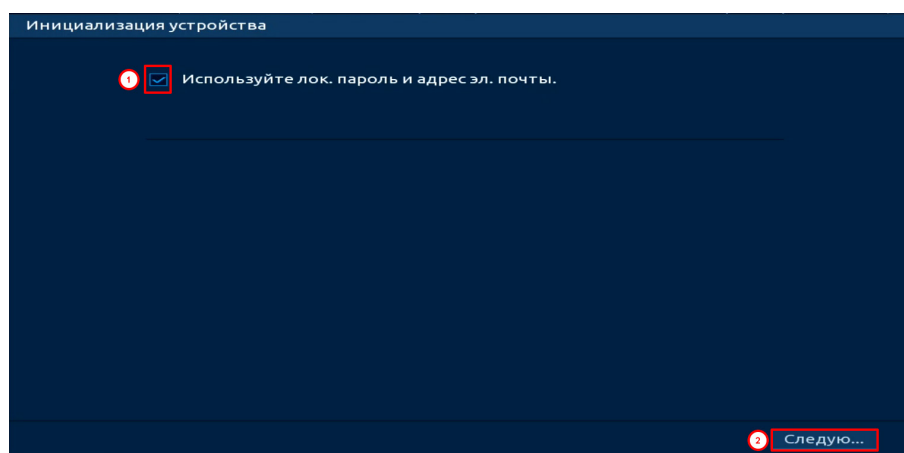 Инициализация устройства
1 Используйте лок. пароль и адрес эл. почты.
2 Следую...